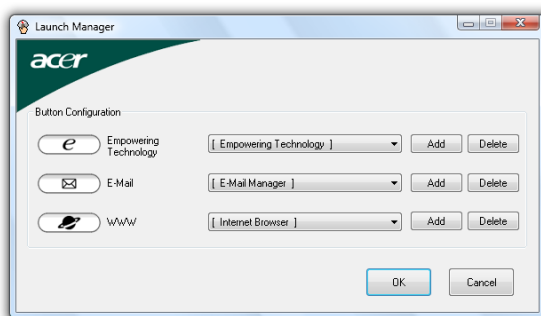 Launch Manager
acer
Button Configuration
e
Empowering
Technology
[ Empowering Technology ]
Add
Delete
E-Mail
[ E-Mail Manager ]
Add
Delete
WWW
[ Internet Browser ]
Add
Delete
OK
Cancel